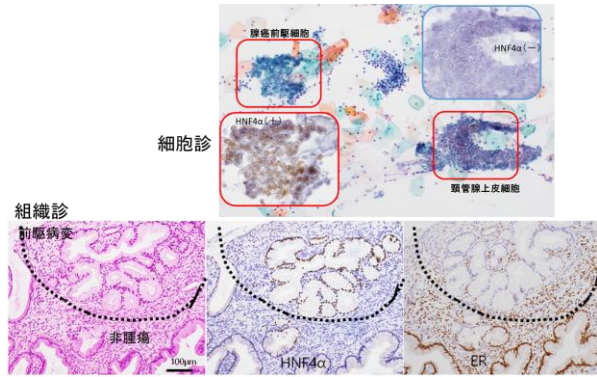 腺癌前駆細胞
HNF4α(－)
細胞診
HNF4α(+)
頸管腺上皮細胞
組織診
前駆病変
非腫瘍
100μm
HNF4α
ER